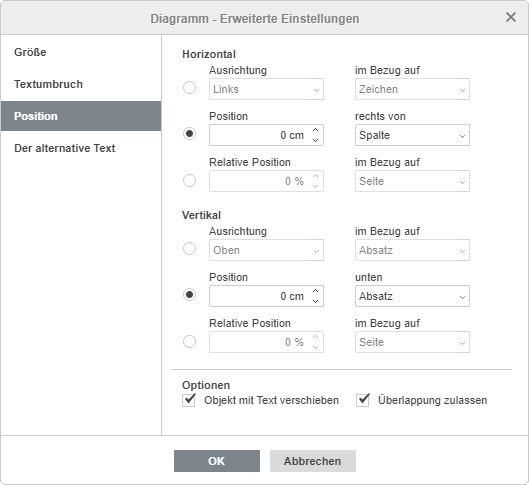 Diagramm - Erweiterte Einstellungen
Größe
Textumbruch
Position
Der alternative Text
Horizontal
Ausrichtung im Bezug auf
Links Zeichen
Position rechts von
0 cm Spalte
Relative Position im Bezug auf
0 % Seite
Vertikal
Ausrichtung im Bezug auf
Oben Absatz
Position unten
0 cm Absatz
Relative Position im Bezug auf
0 % Seite
Optionen
Objekt mit Text verschieben Überlappung zulassen
OK Abbrechen